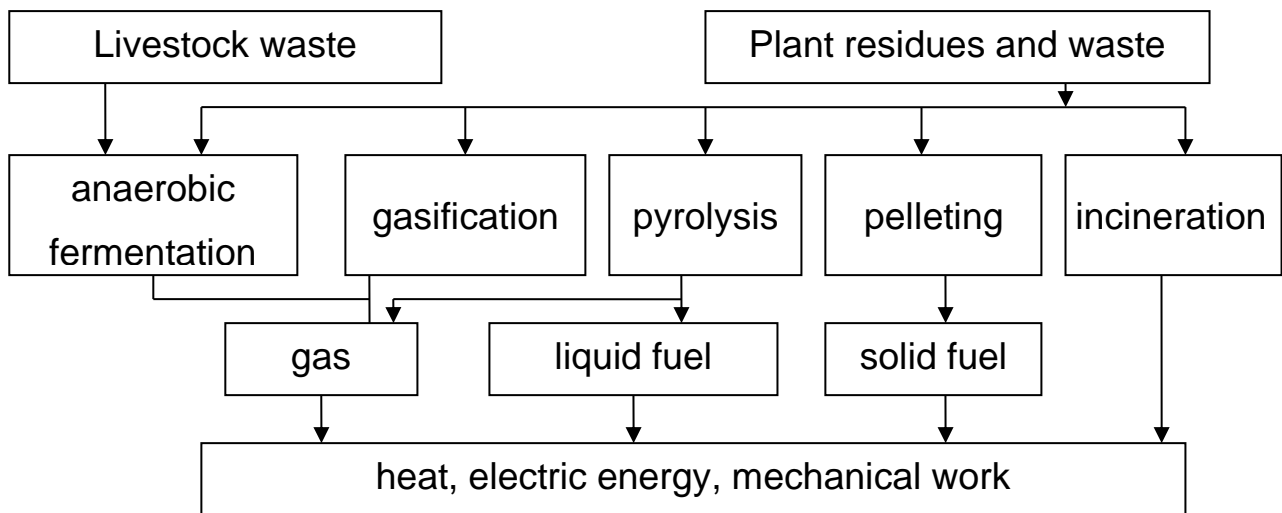 Livestock waste
Plant residues and waste
anaerobic
fermentation
gasification
pyrolysis
pelleting
incineration
gas
liquid fuel
solid fuel
heat, electric energy, mechanical work